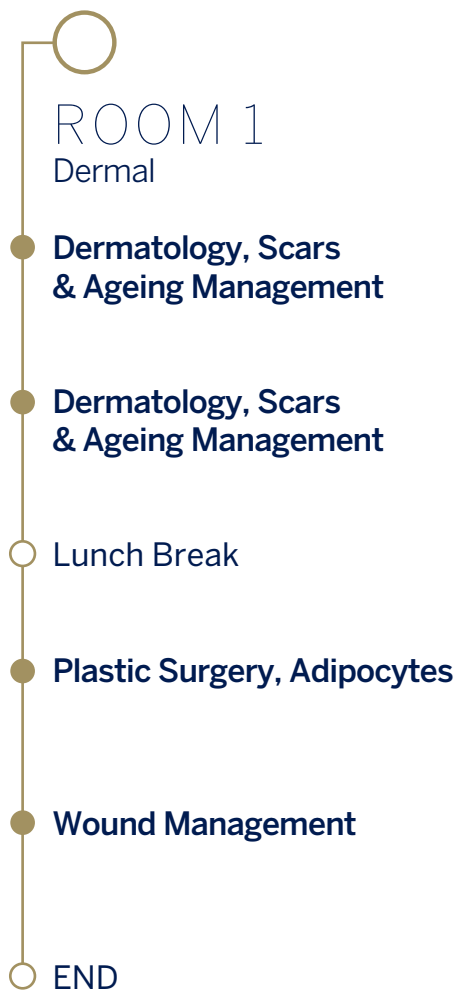 ROOM 1
Dermal
Dermatology, Scars
& Ageing Management
Dermatology, Scars
& Ageing Management
Lunch Break
Plastic Surgery, Adipocytes
Wound Management
END